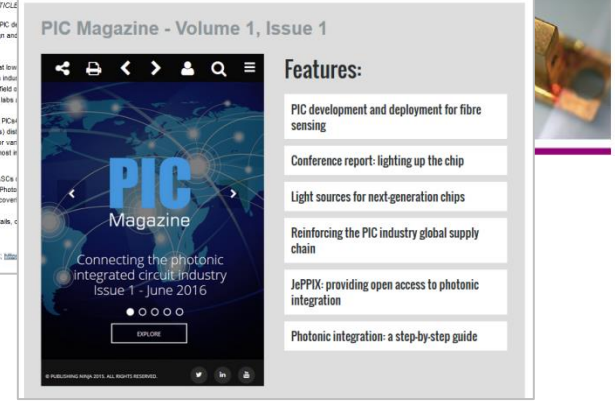 PIC Magazine - Volume 1, Issue 1
PIC
Magazine
Connecting the photonic
integrated circuit industry
Issue 1 - June 2016
EXPLORE
© PUBLISHING NINJA 2015. ALL RIGHTS RESERVED.
Features:
PIC development and deployment for fibre
sensing
Conference report: lighting up the chip
Light sources for next-generation chips
Reinforcing the PIC industry global supply
chain
JePPIX: providing open access to photonic
integration
Photonic integration: a step-by-step guide